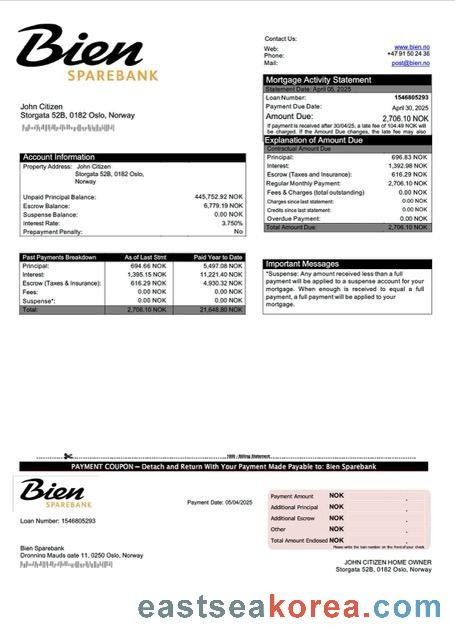 Bien
SPAREBANK
Contact Us:
Web: www.bien.no
Phone: +47 91 50 24 36
Mail: post@bien.no
Mortgage Activity Statement
Statement Date: April 05, 2025
Loan Number: 1546805293
Payment Due Date: April 30, 2025
Amount Due: 2,706.10 NOK
If payment is received after 30/04/25, a late fee of 104.49 NOK will
be charged. If the Amount Due changes, the late fee may also
John Citizen
Storgata 52B, 0182 Oslo, Norway
Explanation of Amount Due
Contractual Amount Due
Principal: 696.83 NOK
Interest: 1,392.98 NOK
Escrow (Taxes and Insurance): 616.29 NOK
Regular Monthly Payment: 2,706.10 NOK
Fees & Charges (total outstanding) 0.00 NOK
Charges since last statement: 0.00 NOK
Credits since last statement: 0.00 NOK
Overdue Payment: 0.00 NOK
Total Amount Due: 2,706.10 NOK
Account Information
Property Address: John Citizen
Storgata 52B, 0182 Oslo,
Norway
Unpaid Principal Balance: 445,752.92 NOK
Escrow Balance: 6,779.19 NOK
Suspense Balance: 0.00 NOK
Interest Rate: 3.750%
Prepayment Penalty: No
Past Payments Breakdown As of Last Stmt Paid Year to Date
Principal: 694.66 NOK 5,497.08 NOK
Interest: 1,395.15 NOK 11,221.40 NOK
Escrow (Taxes & Insurance): 616.29 NOK 4,930.32 NOK
Fees: 0.00 NOK 0.00 NOK
Suspense*: 0.00 NOK 0.00 NOK
Total: 2,706.10 NOK 21,648.80 NOK
Important Messages
*Suspense: Any amount received less than a full
payment will be applied to a suspense account for your
mortgage. When enough is received to equal a full
payment, a full payment will be applied to your
mortgage.
PAYMENT COUPON — Detach and Return With Your Payment Made Payable to: Bien Sparebank
Bien
SPAREBANK
Payment Date: 05/04/2025
Loan Number: 1546805293
Payment Amount NOK
Additional Principal NOK
Additional Escrow NOK
Other NOK
Total Amount Endosed NOK
Please write the loan number on the front of your check
Bien Sparebank
Dronning Mauds gate 11, 0250 Oslo, Norway
JOHN CITIZEN HOME OWNER
Storgata 52B, 0182 Oslo, Norway
eastseakorea.com